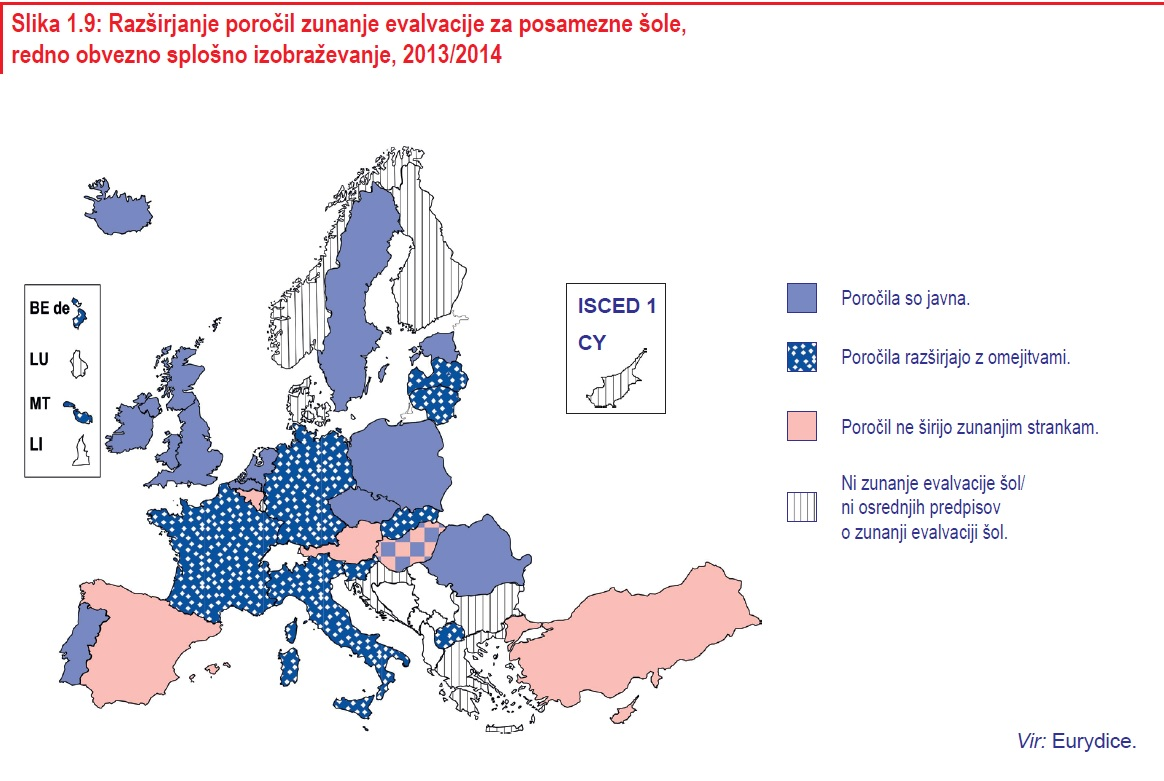 Slika 1.9: Razširjanje poročil zunanje evalvacije za posamezne šole,
redno obvezno splošno izobraževanje, 2013/2014
BE de
LU
MT
LI
ISCED 1
CY
Poročila so javna.
Poročila razširjajo z omejitvami.
Poročil ne širijo zunanjim strankam.
Ni zunanje evalvacije šol/
ni osrednjih predpisov
o zunanji evalvaciji šol.
Vir: Eurydice.